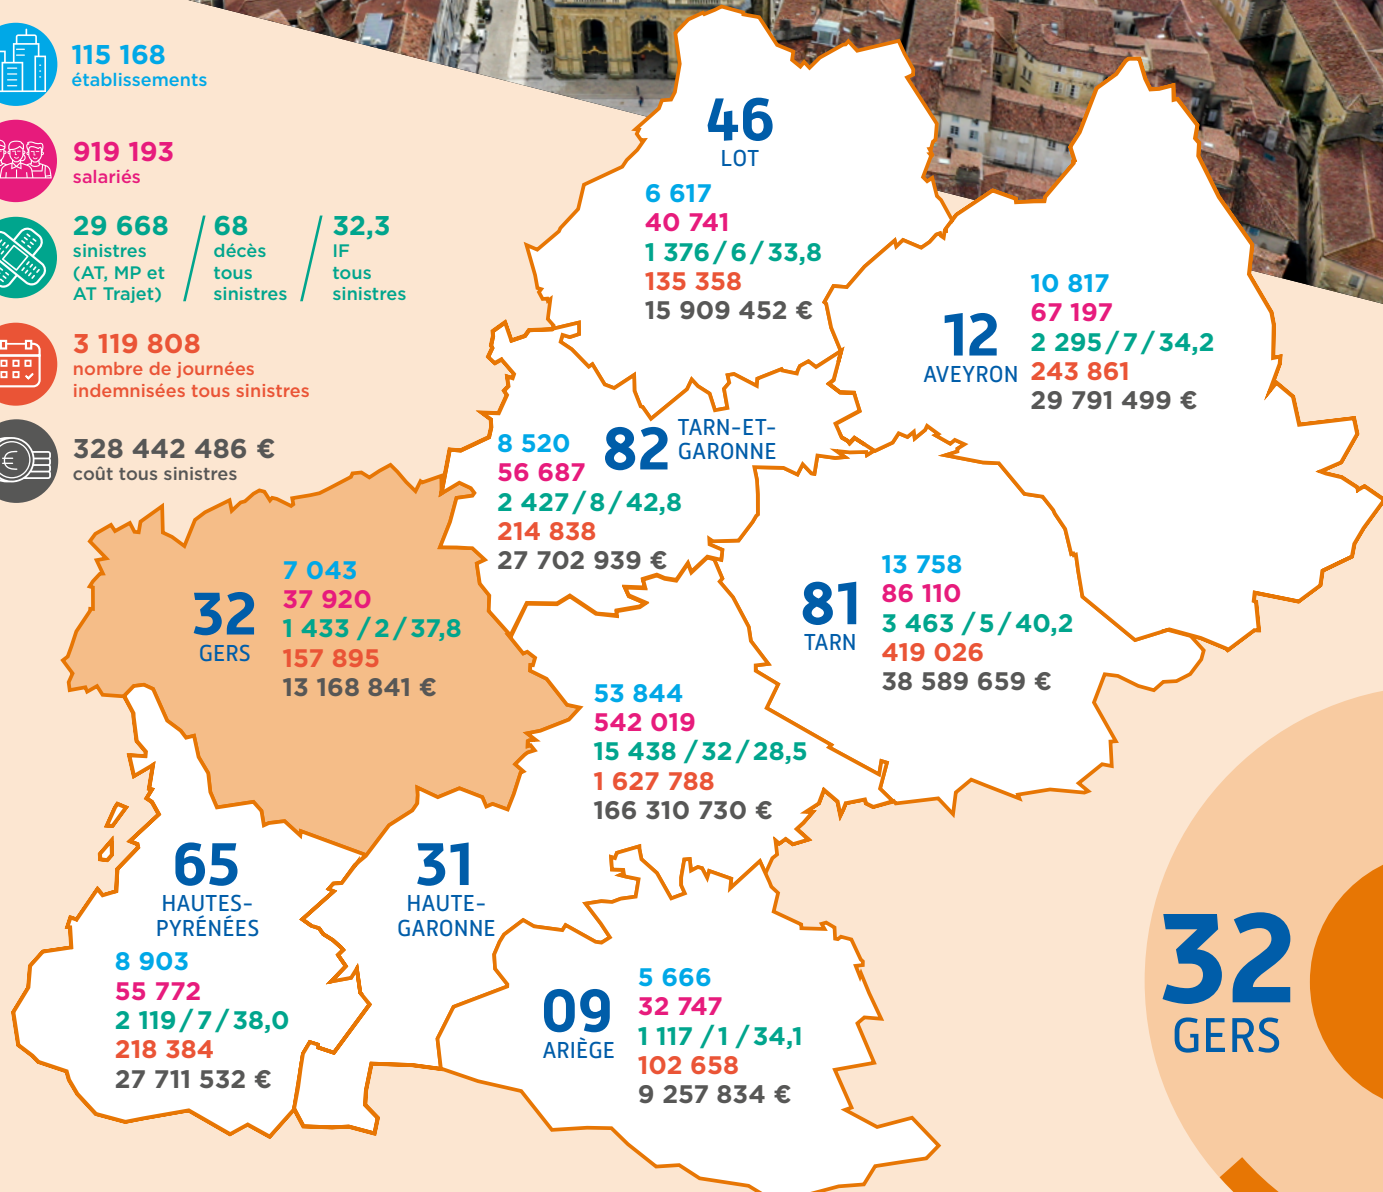 115 168
établissements
919 193
salariés
29 668 / 68 / 32,3
sinistres décès IF
(AT, MP et tous tous
AT Trajet) sinistres sinistres
3 119 808
nombre de journées
indemnisées tous sinistres
328 442 486 €
coût tous sinistres
46
LOT
6 617
40 741
1 376 / 6 / 33,8
135 358
15 909 452 €
12
AVEYRON
10 817
67 197
2 295 / 7 / 34,2
243 861
29 791 499 €
82
TARN-ET-
GARONNE
8 520
56 687
2 427 / 8 / 42,8
214 838
27 702 939 €
32
GERS
7 043
37 920
1 433 / 2 / 37,8
157 895
13 168 841 €
81
TARN
13 758
86 110
3 463 / 5 / 40,2
419 026
38 589 659 €
31
HAUTE-
GARONNE
53 844
542 019
15 438 / 32 / 28,5
1 627 788
166 310 730 €
65
HAUTES-
PYRÉNÉES
8 903
55 772
2 119 / 7 / 38,0
218 384
27 711 532 €
09
ARIÈGE
5 666
32 747
1 117 / 1 / 34,1
102 658
9 257 834 €
32
GERS